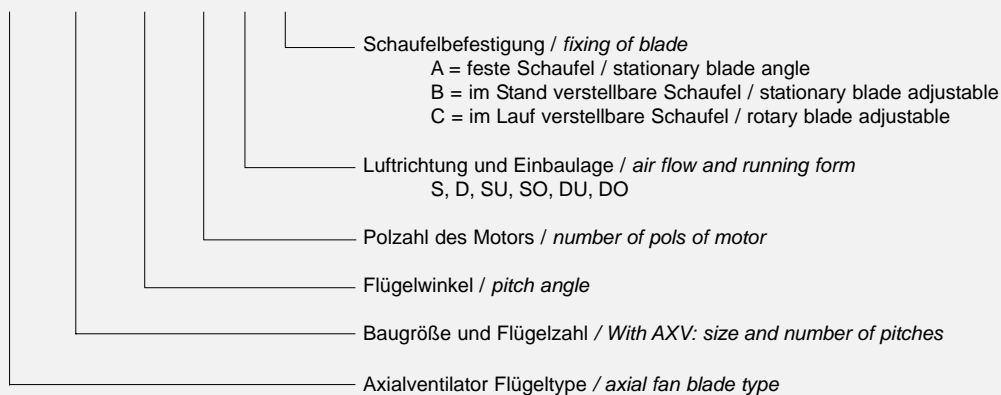 Schaufelbefestigung / fixing of blade
A = feste Schaufel / stationary blade angle
B = im Stand verstellbare Schaufel / stationary blade adjustable
C = im Lauf verstellbare Schaufel / rotary blade adjustable
Luftrichtung und Einbaulage / air flow and running form
S, D, SU, SO, DU, DO
Polzahl des Motors / number of pols of motor
Flügelwinkel / pitch angle
Baugröße und Flügelzahl / With AXV: size and number of pitches
Axialventilator Flügeltype / axial fan blade type